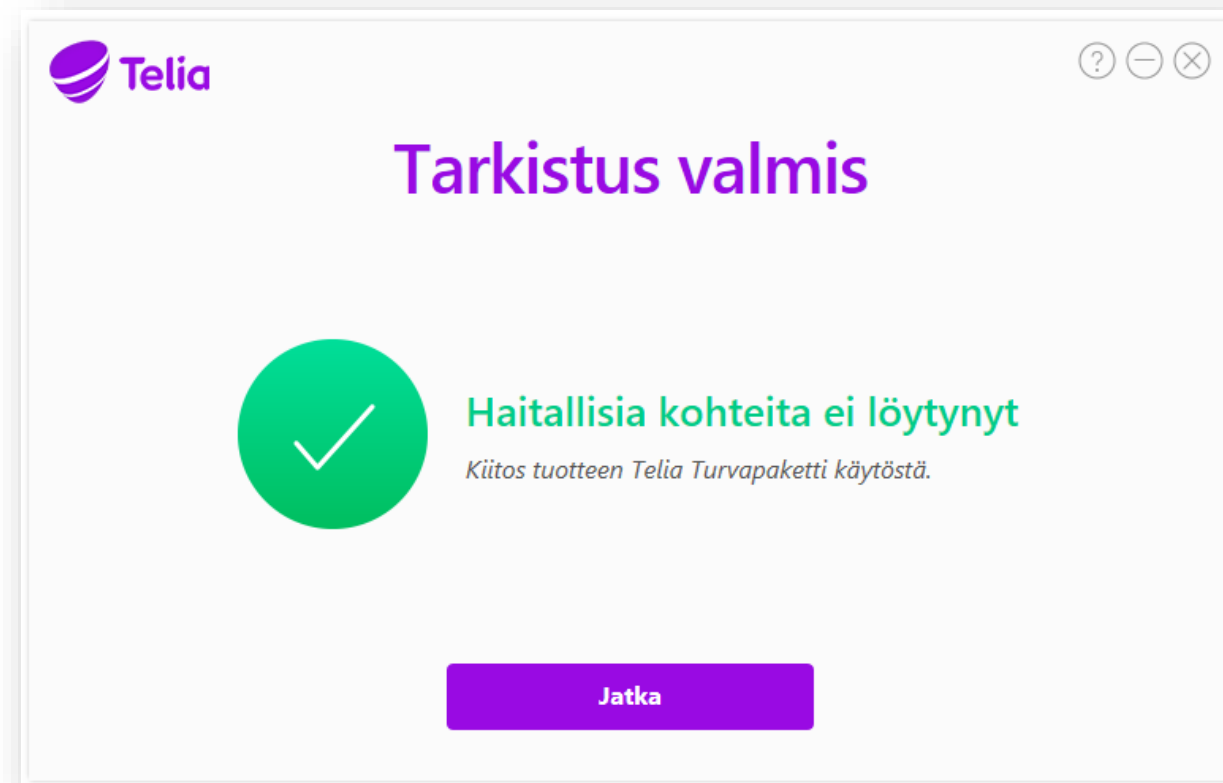 Telia
Tarkistus valmis
Haitallisia kohteita ei löytynyt
Kiitos tuotteen Telia Turvapaketti käytöstä.
Jatka